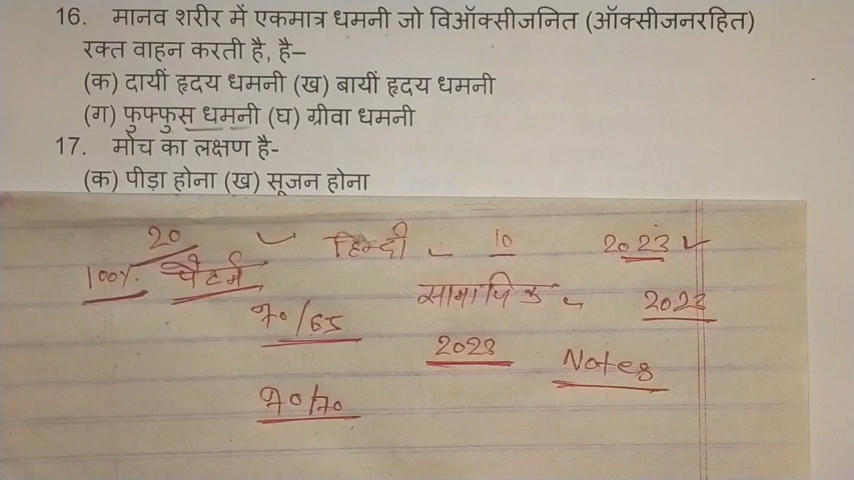 16. मानव शरीर में एकमात्र धमनी जो विऑक्सीजनित (ऑक्सीजनरहित)
रक्त वाहन करती है, है–
(क) दायीं हृदय धमनी (ख) बायीं हृदय धमनी
(ग) फुफ्फुस धमनी (घ) ग्रीवा धमनी
17. मोच का लक्षण है-
(क) पीड़ा होना (ख) सूजन होना
20 हिन्दी 10 2023
100% पैटर्न सामाजिक 2023
70/65
2023 Notes
70/70